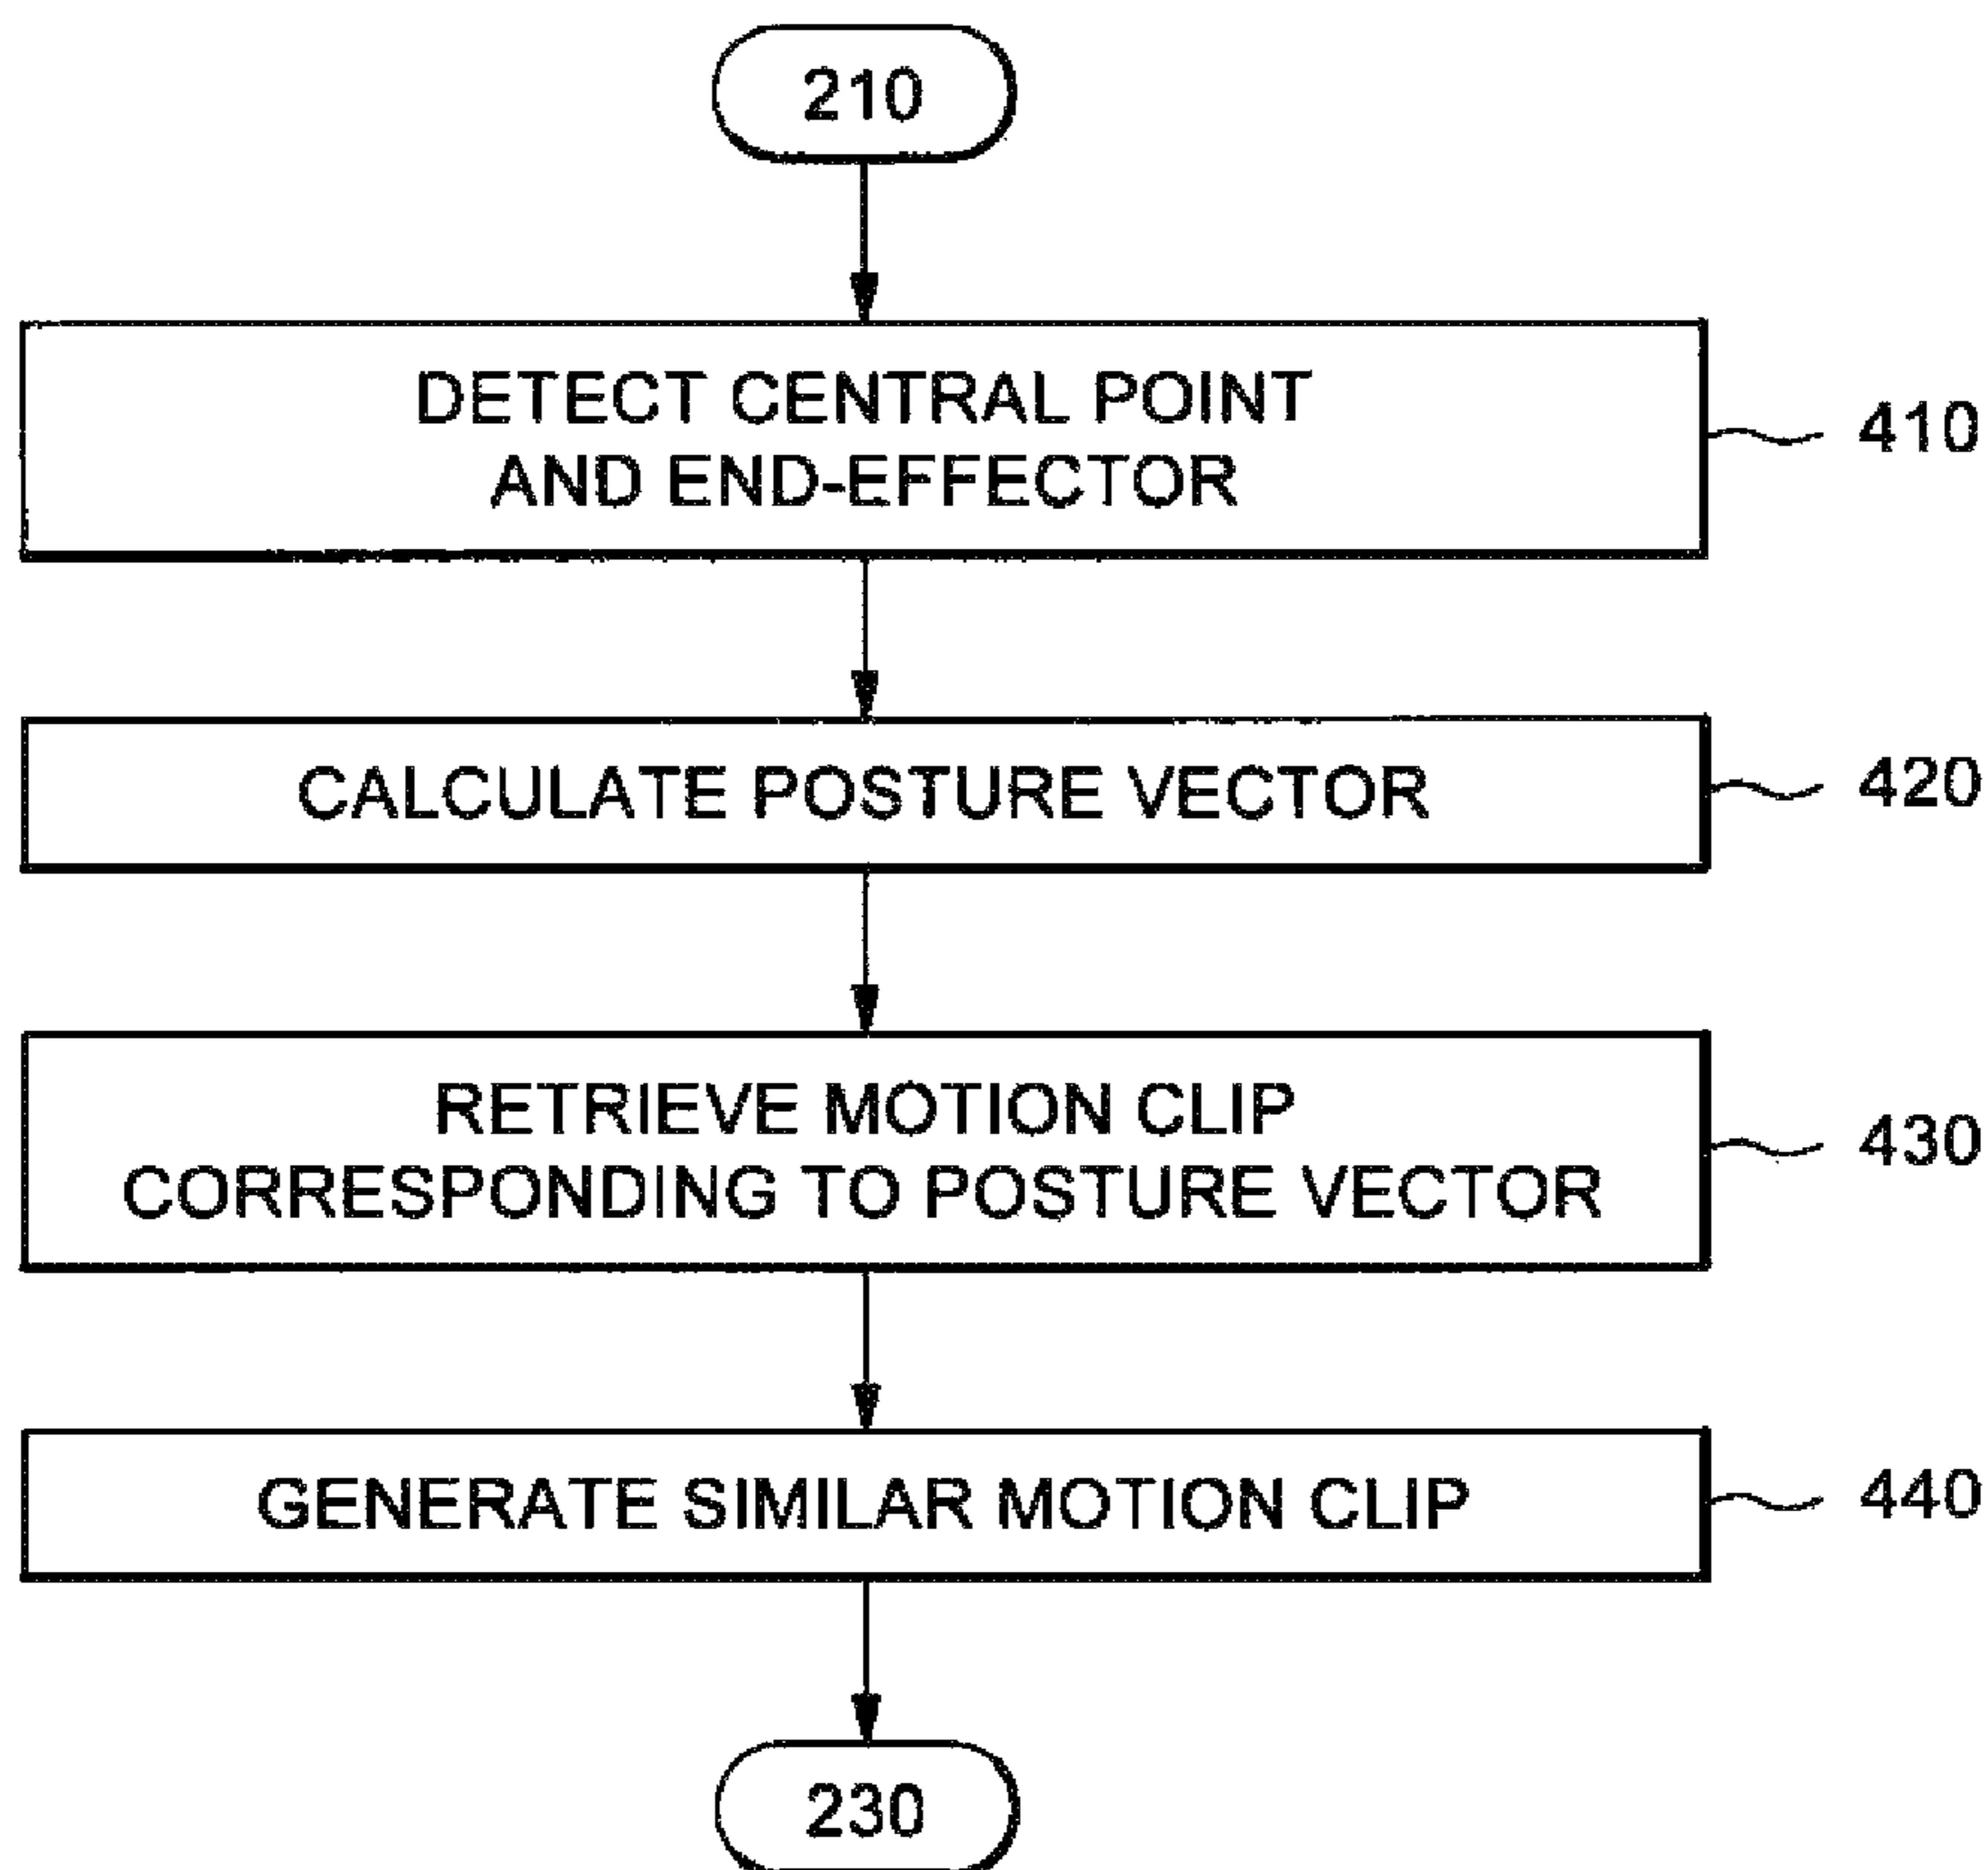 210
DETECT CENTRAL POINT
AND END-EFFECTOR
410
CALCULATE POSTURE VECTOR
420
RETRIEVE MOTION CLIP
CORRESPONDING TO POSTURE VECTOR
430
GENERATE SIMILAR MOTION CLIP
440
230